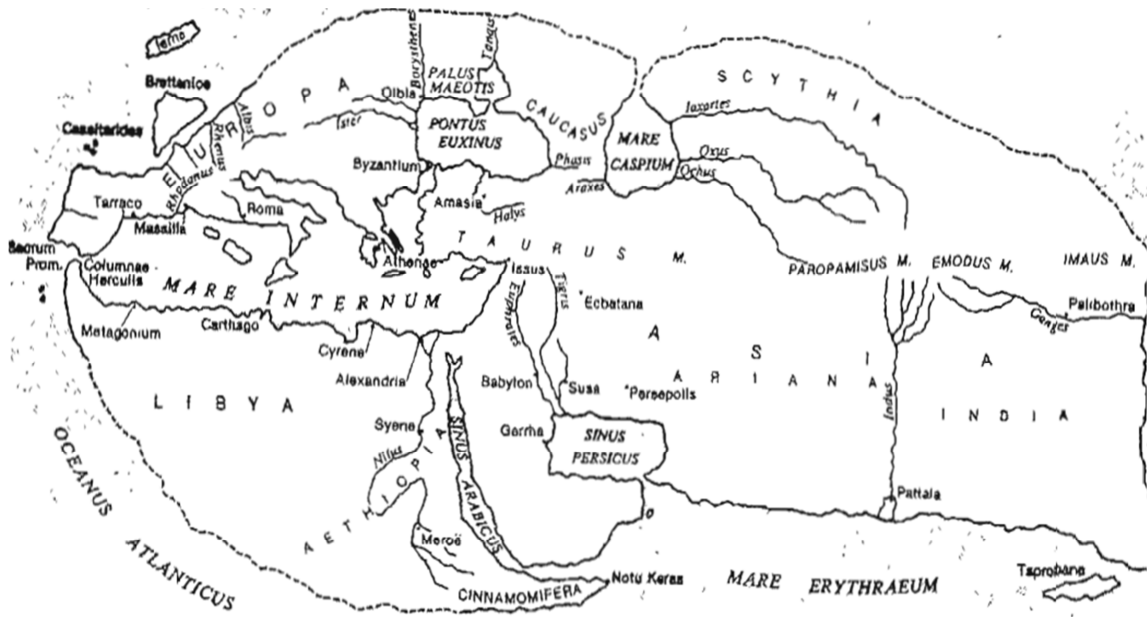 Ierne
Brettanice
Cassitarides
EUROPA
Albis
Rhenus
Rhodanus
Ister
Olbia
Borysthenes
Tanais
PALUS
MAEOTIS
PONTUS
EUXINUS
CAUCASUS
Phasis
Araxes
MARE
CASPIUM
SCYTHIA
Iaxartes
Oxus
Ochus
Byzantium
Amasia
Halys
Tarraco
Massilia
Roma
Sacrum
Prom.
Columnae
Herculis
MARE INTERNUM
Athenae
TAURUS M.
PAROPAMISUS M.
EMODUS M.
IMAUS M.
Issus
Euphrates
Tigris
Ecbatana
Ganges
Palibothra
Metagonium
Carthago
Cyrene
Alexandria
ASIA
ARIANA
INDIA
Indus
Babylon
Susa
Persepolis
LIBYA
Syene
Nilus
AETHIOPIA
SINUS
ARABICUS
Garrha
SINUS
PERSICUS
Pattala
Meroë
CINNAMOMIFERA
Notu Keras
OCEANUS
ATLANTICUS
MARE ERYTHRAEUM
Taprobane